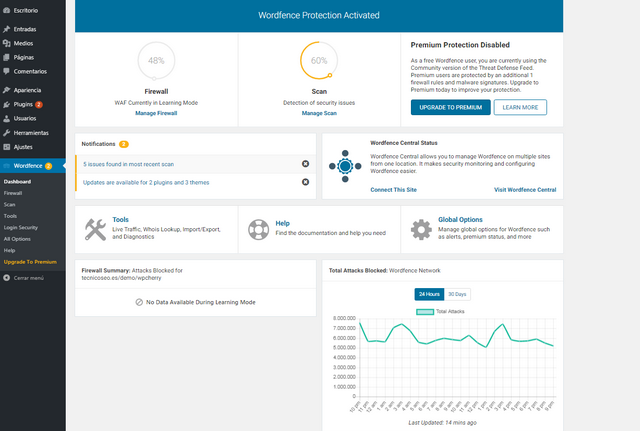 Escritorio
Entradas
Medios
Páginas
Comentarios
Apariencia
Plugins 2
Usuarios
Herramientas
Ajustes
Wordfence 2
Dashboard
Firewall
Scan
Tools
Login Security
All Options
Help
Upgrade To Premium
Cerrar menú
Wordfence Protection Activated
48%
Firewall
WAF Currently in Learning Mode
Manage Firewall
60%
Scan
Detection of security issues
Manage Scan
Premium Protection Disabled
As a free Wordfence user, you are currently using the
Community version of the Threat Defense Feed.
Premium users are protected by an additional 1
firewall rules and malware signatures. Upgrade to
Premium today to improve your protection.
UPGRADE TO PREMIUM
LEARN MORE
Notifications
5 issues found in most recent scan
Updates are available for 2 plugins and 3 themes
Wordfence Central Status
Wordfence Central allows you to manage Wordfence on multiple sites
from one location. It makes security monitoring and configuring
Wordfence easier.
Connect This Site
Visit Wordfence Central
Tools
Live Traffic, Whois Lookup, Import/Export,
and Diagnostics
Help
Find the documentation and help you need
Global Options
Manage global options for Wordfence such
as alerts, premium status, and more
Firewall Summary: Attacks Blocked for
tecnicoseo.es/demo/wpcherry
No Data Available During Learning Mode
Total Attacks Blocked: Wordfence Network
24 Hours
30 Days
Total Attacks
8.000.000
7.000.000
6.000.000
5.000.000
4.000.000
3.000.000
2.000.000
1.000.000
0
10 pm
11 pm
12 am
1 am
2 am
3 am
4 am
5 am
6 am
7 am
8 am
9 am
10 am
11 am
12 pm
1 pm
2 pm
3 pm
4 pm
5 pm
6 pm
7 pm
8 pm
9 pm
Last Updated: 14 mins ago